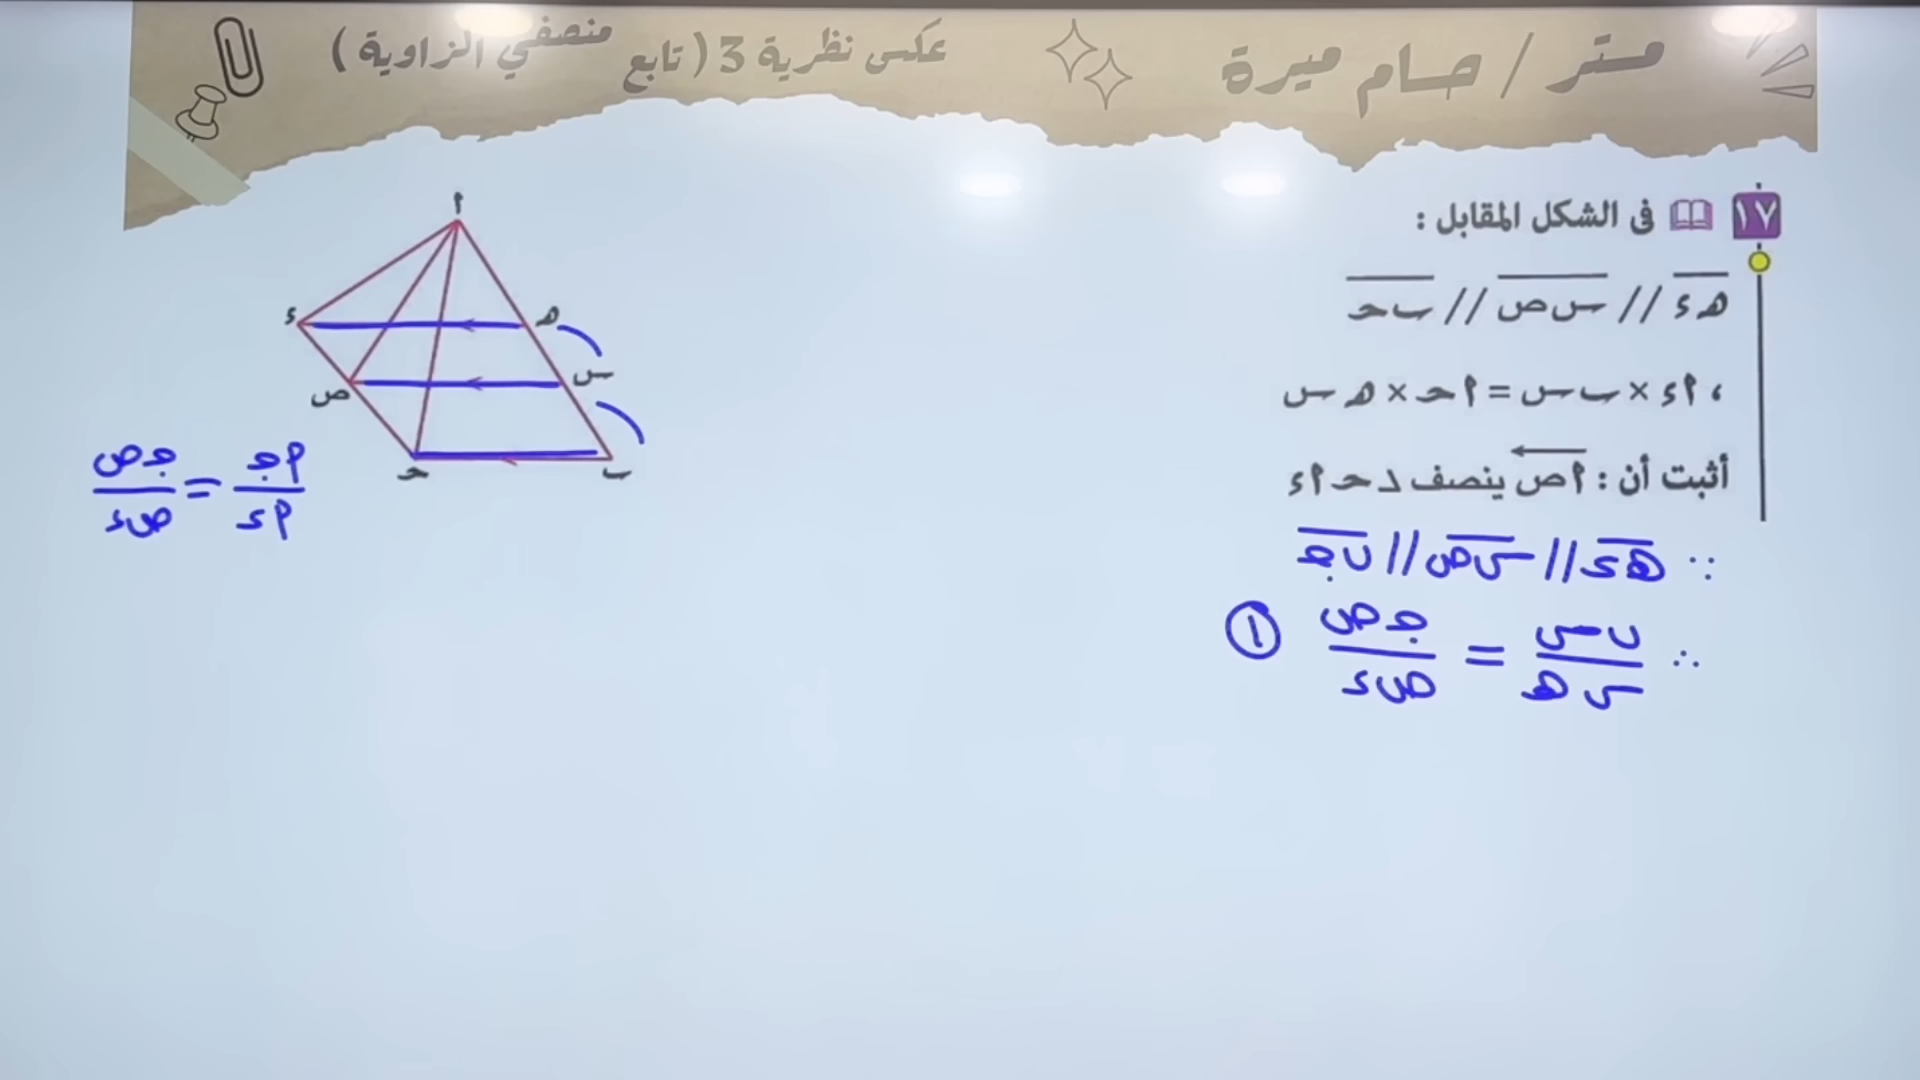 مستر / حسام ميرة
عكس نظرية 3 ( تابع منصفي الزاوية )
١٧ فى الشكل المقابل :
هـ ء // س ص // ب حـ
، أ ء × ب س = أ حـ × هـ س
أثبت أن : أ ص ينصف د حـ أ ء
∵ هـ ء // س ص // ب جـ
∴ ب س / س هـ = جـ ص / ص ء ①
أ
ء
هـ
ص
س
حـ
ب
أ جـ / أ ء = جـ ص / ص ء